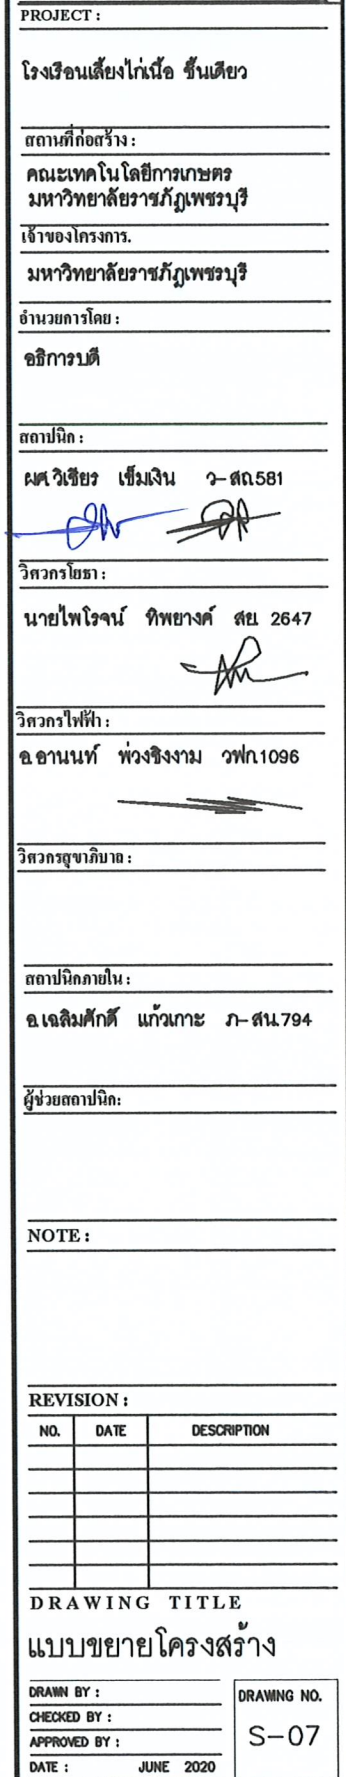 PROJECT :
โรงเรือนเลี้ยงไก่เนื้อ ชั้นเดียว
สถานที่ก่อสร้าง :
คณะเทคโนโลยีการเกษตร
มหาวิทยาลัยราชภัฏเพชรบุรี
เจ้าของโครงการ.
มหาวิทยาลัยราชภัฏเพชรบุรี
อำนวยการโดย :
อธิการบดี
สถาปนิก :
ผศ.วิเชียร เข็มเงิน ว-สถ.581
วิศวกรโยธา :
นายไพโรจน์ ทิพยางค์ สย. 2647
วิศวกรไฟฟ้า :
อ.อานนท์ พ่วงชิงงาม วฟก.1096
วิศวกรสุขาภิบาล :
สถาปนิกภายใน :
อ.เฉลิมศักดิ์ แก้วเกาะ ภ-สน.794
ผู้ช่วยสถาปนิก:
NOTE :
REVISION :
NO. DATE DESCRIPTION
DRAWING TITLE
แบบขยายโครงสร้าง
DRAWN BY :
CHECKED BY :
APPROVED BY :
DATE : JUNE 2020
DRAWING NO.
S-07